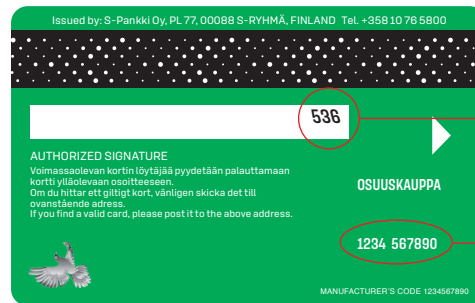 Issued by: S-Pankki Oy, PL 77, 00088 S-RYHMÄ, FINLAND Tel. +358 10 76 5800
536
AUTHORIZED SIGNATURE
Voimassaolevan kortin löytäjää pyydetään palauttamaan
kortti ylläolevaan osoitteeseen.
Om du hittar ett giltigt kort, vänligen skicka det till
ovanstående adress.
If you find a valid card, please post it to the above address.
OSUUSKAUPPA
1234 567890
MANUFACTURER'S CODE 1234567890